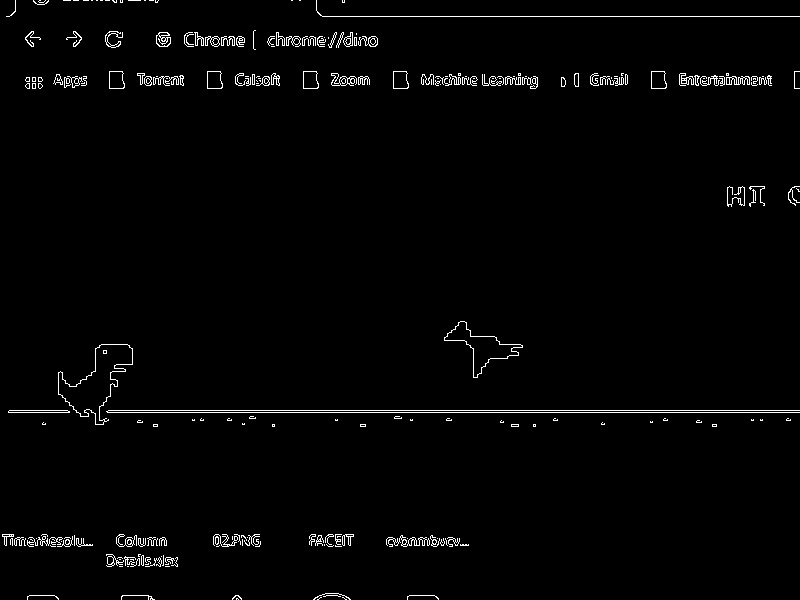 Chrome | chrome://dino
Apps Torrent Calsoft Zoom Machine Learning Gmail Entertainment
HI
TimerResolu... Column Details.xlsx 02.PNG FACEIT cvbnmbvcv...